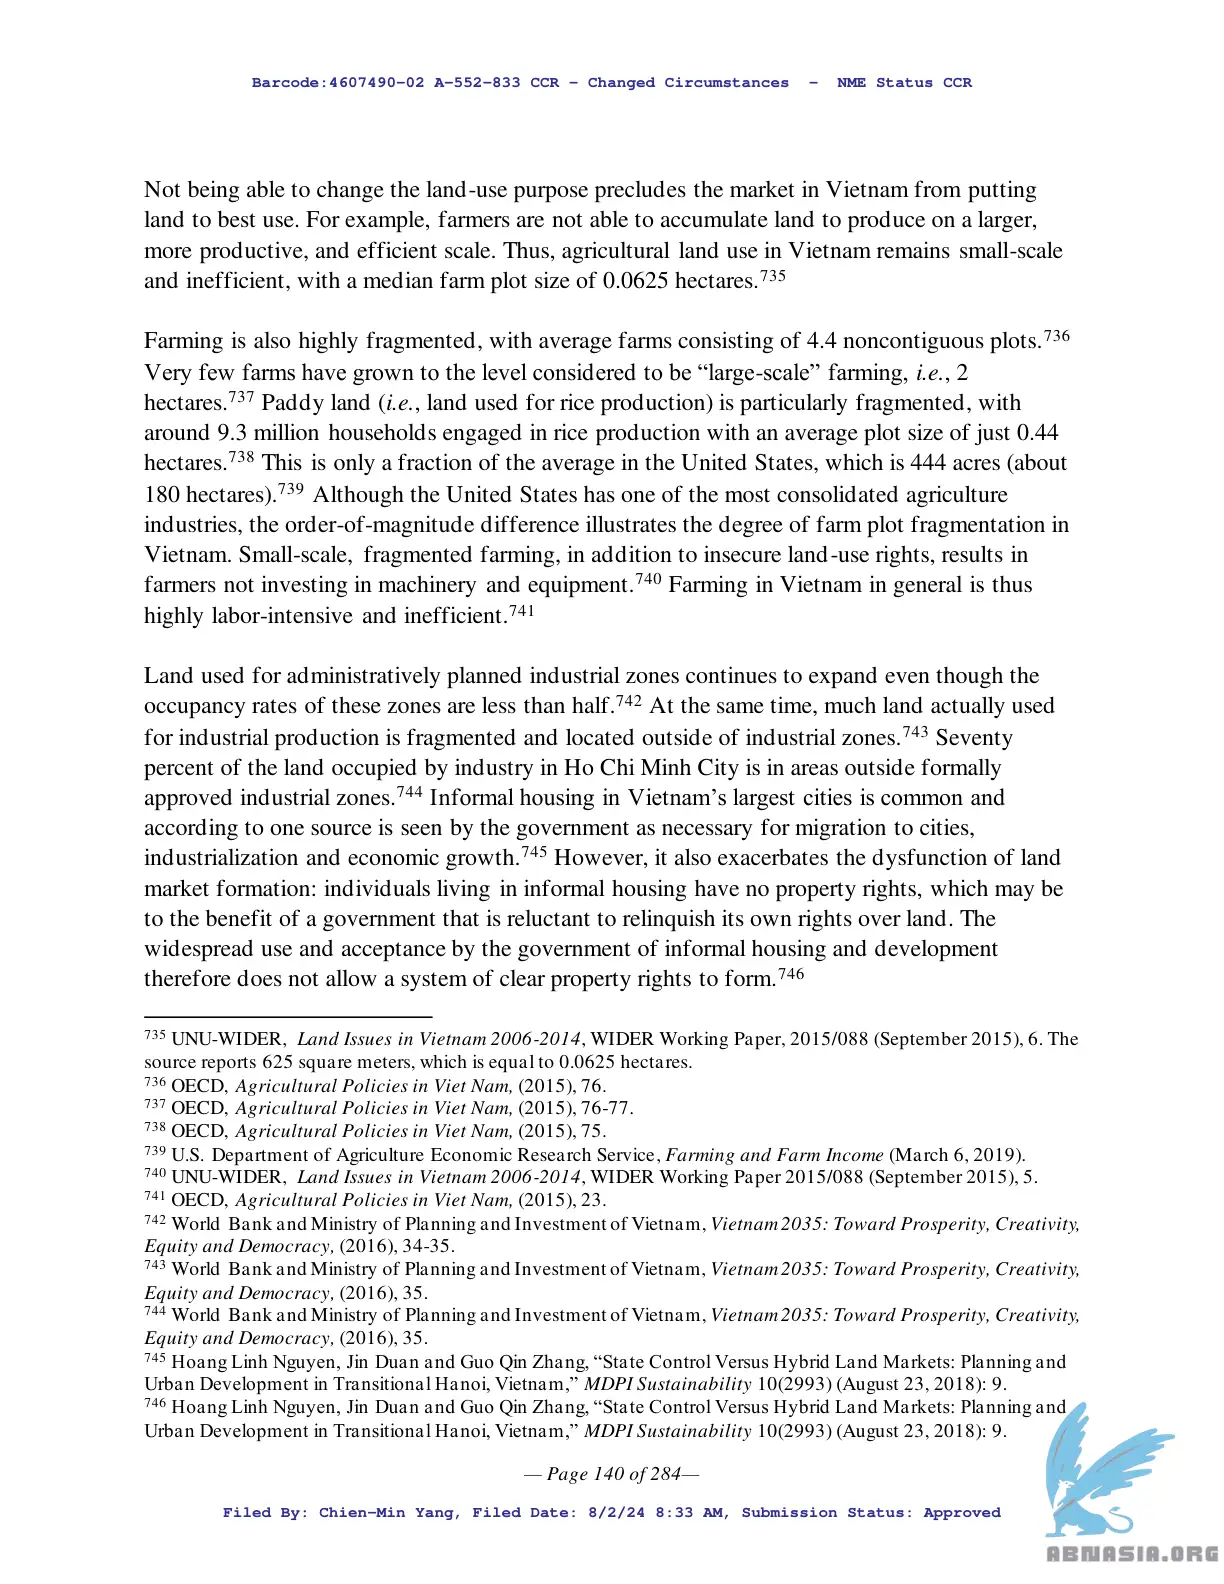 Barcode:4607490-02 A-552-833 CCR - Changed Circumstances - NME Status CCR
Not being able to change the land-use purpose precludes the market in Vietnam from putting
land to best use. For example, farmers are not able to accumulate land to produce on a larger,
more productive, and efficient scale. Thus, agricultural land use in Vietnam remains small-scale
and inefficient, with a median farm plot size of 0.0625 hectares.735
Farming is also highly fragmented, with average farms consisting of 4.4 noncontiguous plots.736
Very few farms have grown to the level considered to be “large-scale” farming, i.e., 2
hectares.737 Paddy land (i.e., land used for rice production) is particularly fragmented, with
around 9.3 million households engaged in rice production with an average plot size of just 0.44
hectares.738 This is only a fraction of the average in the United States, which is 444 acres (about
180 hectares).739 Although the United States has one of the most consolidated agriculture
industries, the order-of-magnitude difference illustrates the degree of farm plot fragmentation in
Vietnam. Small-scale, fragmented farming, in addition to insecure land-use rights, results in
farmers not investing in machinery and equipment.740 Farming in Vietnam in general is thus
highly labor-intensive and inefficient.741
Land used for administratively planned industrial zones continues to expand even though the
occupancy rates of these zones are less than half.742 At the same time, much land actually used
for industrial production is fragmented and located outside of industrial zones.743 Seventy
percent of the land occupied by industry in Ho Chi Minh City is in areas outside formally
approved industrial zones.744 Informal housing in Vietnam’s largest cities is common and
according to one source is seen by the government as necessary for migration to cities,
industrialization and economic growth.745 However, it also exacerbates the dysfunction of land
market formation: individuals living in informal housing have no property rights, which may be
to the benefit of a government that is reluctant to relinquish its own rights over land. The
widespread use and acceptance by the government of informal housing and development
therefore does not allow a system of clear property rights to form.746
735 UNU-WIDER, Land Issues in Vietnam 2006-2014, WIDER Working Paper, 2015/088 (September 2015), 6. The
source reports 625 square meters, which is equal to 0.0625 hectares.
736 OECD, Agricultural Policies in Viet Nam, (2015), 76.
737 OECD, Agricultural Policies in Viet Nam, (2015), 76-77.
738 OECD, Agricultural Policies in Viet Nam, (2015), 75.
739 U.S. Department of Agriculture Economic Research Service, Farming and Farm Income (March 6, 2019).
740 UNU-WIDER, Land Issues in Vietnam 2006-2014, WIDER Working Paper 2015/088 (September 2015), 5.
741 OECD, Agricultural Policies in Viet Nam, (2015), 23.
742 World Bank and Ministry of Planning and Investment of Vietnam, Vietnam 2035: Toward Prosperity, Creativity,
Equity and Democracy, (2016), 34-35.
743 World Bank and Ministry of Planning and Investment of Vietnam, Vietnam 2035: Toward Prosperity, Creativity,
Equity and Democracy, (2016), 35.
744 World Bank and Ministry of Planning and Investment of Vietnam, Vietnam 2035: Toward Prosperity, Creativity,
Equity and Democracy, (2016), 35.
745 Hoang Linh Nguyen, Jin Duan and Guo Qin Zhang, “State Control Versus Hybrid Land Markets: Planning and
Urban Development in Transitional Hanoi, Vietnam,” MDPI Sustainability 10(2993) (August 23, 2018): 9.
746 Hoang Linh Nguyen, Jin Duan and Guo Qin Zhang, “State Control Versus Hybrid Land Markets: Planning and
Urban Development in Transitional Hanoi, Vietnam,” MDPI Sustainability 10(2993) (August 23, 2018): 9.
— Page 140 of 284—
Filed By: Chien-Min Yang, Filed Date: 8/2/24 8:33 AM, Submission Status: Approved
ABNASIA.ORG